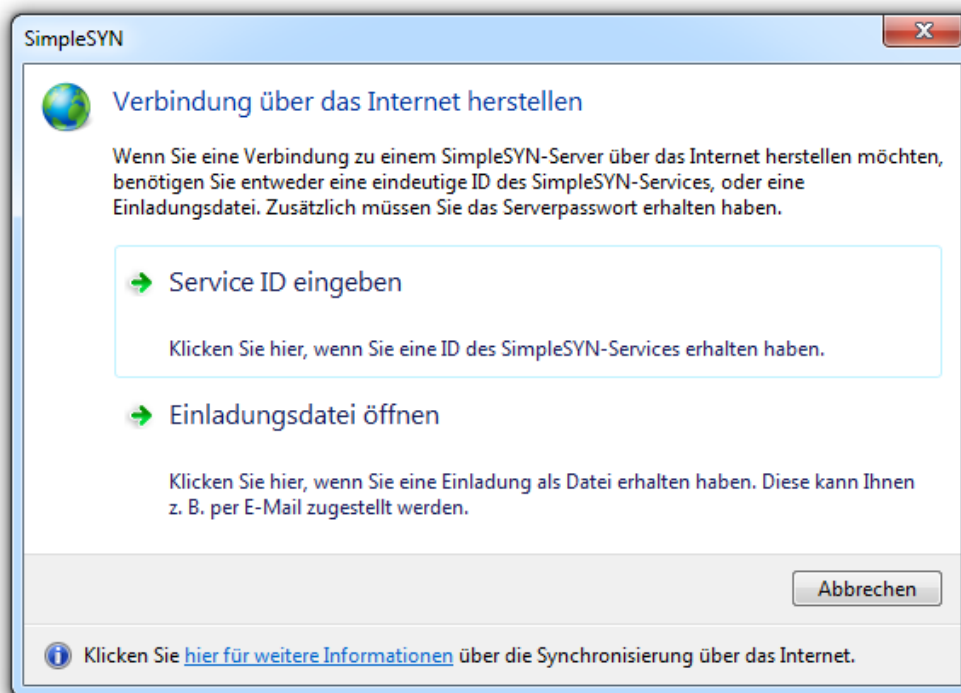 SimpleSYN
Verbindung über das Internet herstellen
Wenn Sie eine Verbindung zu einem SimpleSYN-Server über das Internet herstellen möchten,
benötigen Sie entweder eine eindeutige ID des SimpleSYN-Services, oder eine
Einladungsdatei. Zusätzlich müssen Sie das Serverpasswort erhalten haben.
Service ID eingeben
Klicken Sie hier, wenn Sie eine ID des SimpleSYN-Services erhalten haben.
Einladungsdatei öffnen
Klicken Sie hier, wenn Sie eine Einladung als Datei erhalten haben. Diese kann Ihnen
z. B. per E-Mail zugestellt werden.
Abbrechen
Klicken Sie hier für weitere Informationen über die Synchronisierung über das Internet.